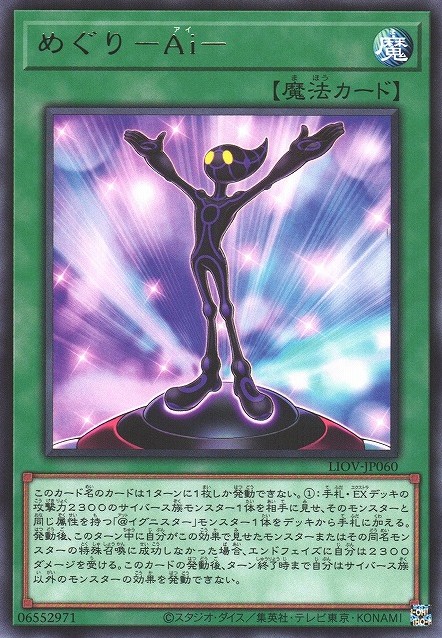 めぐり－Ai－
アイ
魔
【魔法カード】
まほう
LIOV-JP060
このカード名のカードは1ターンに1枚しか発動できない。①：手札・EXデッキの
攻撃力２３００のサイバース族モンスター1体を相手に見せ、そのモンスターと
同じ属性を持つ「@イグニスター」モンスター1体をデッキから手札に加える。
発動後、このターン中に自分がこの効果で見せたモンスターまたはその同名モン
スターの特殊召喚に成功しなかった場合、エンドフェイズに自分は２３００
ダメージを受ける。このカードの発動後、ターン終了時まで自分はサイバース族
以外のモンスターの効果を発動できない。
06552971
©スタジオ・ダイス／集英社・テレビ東京・KONAMI